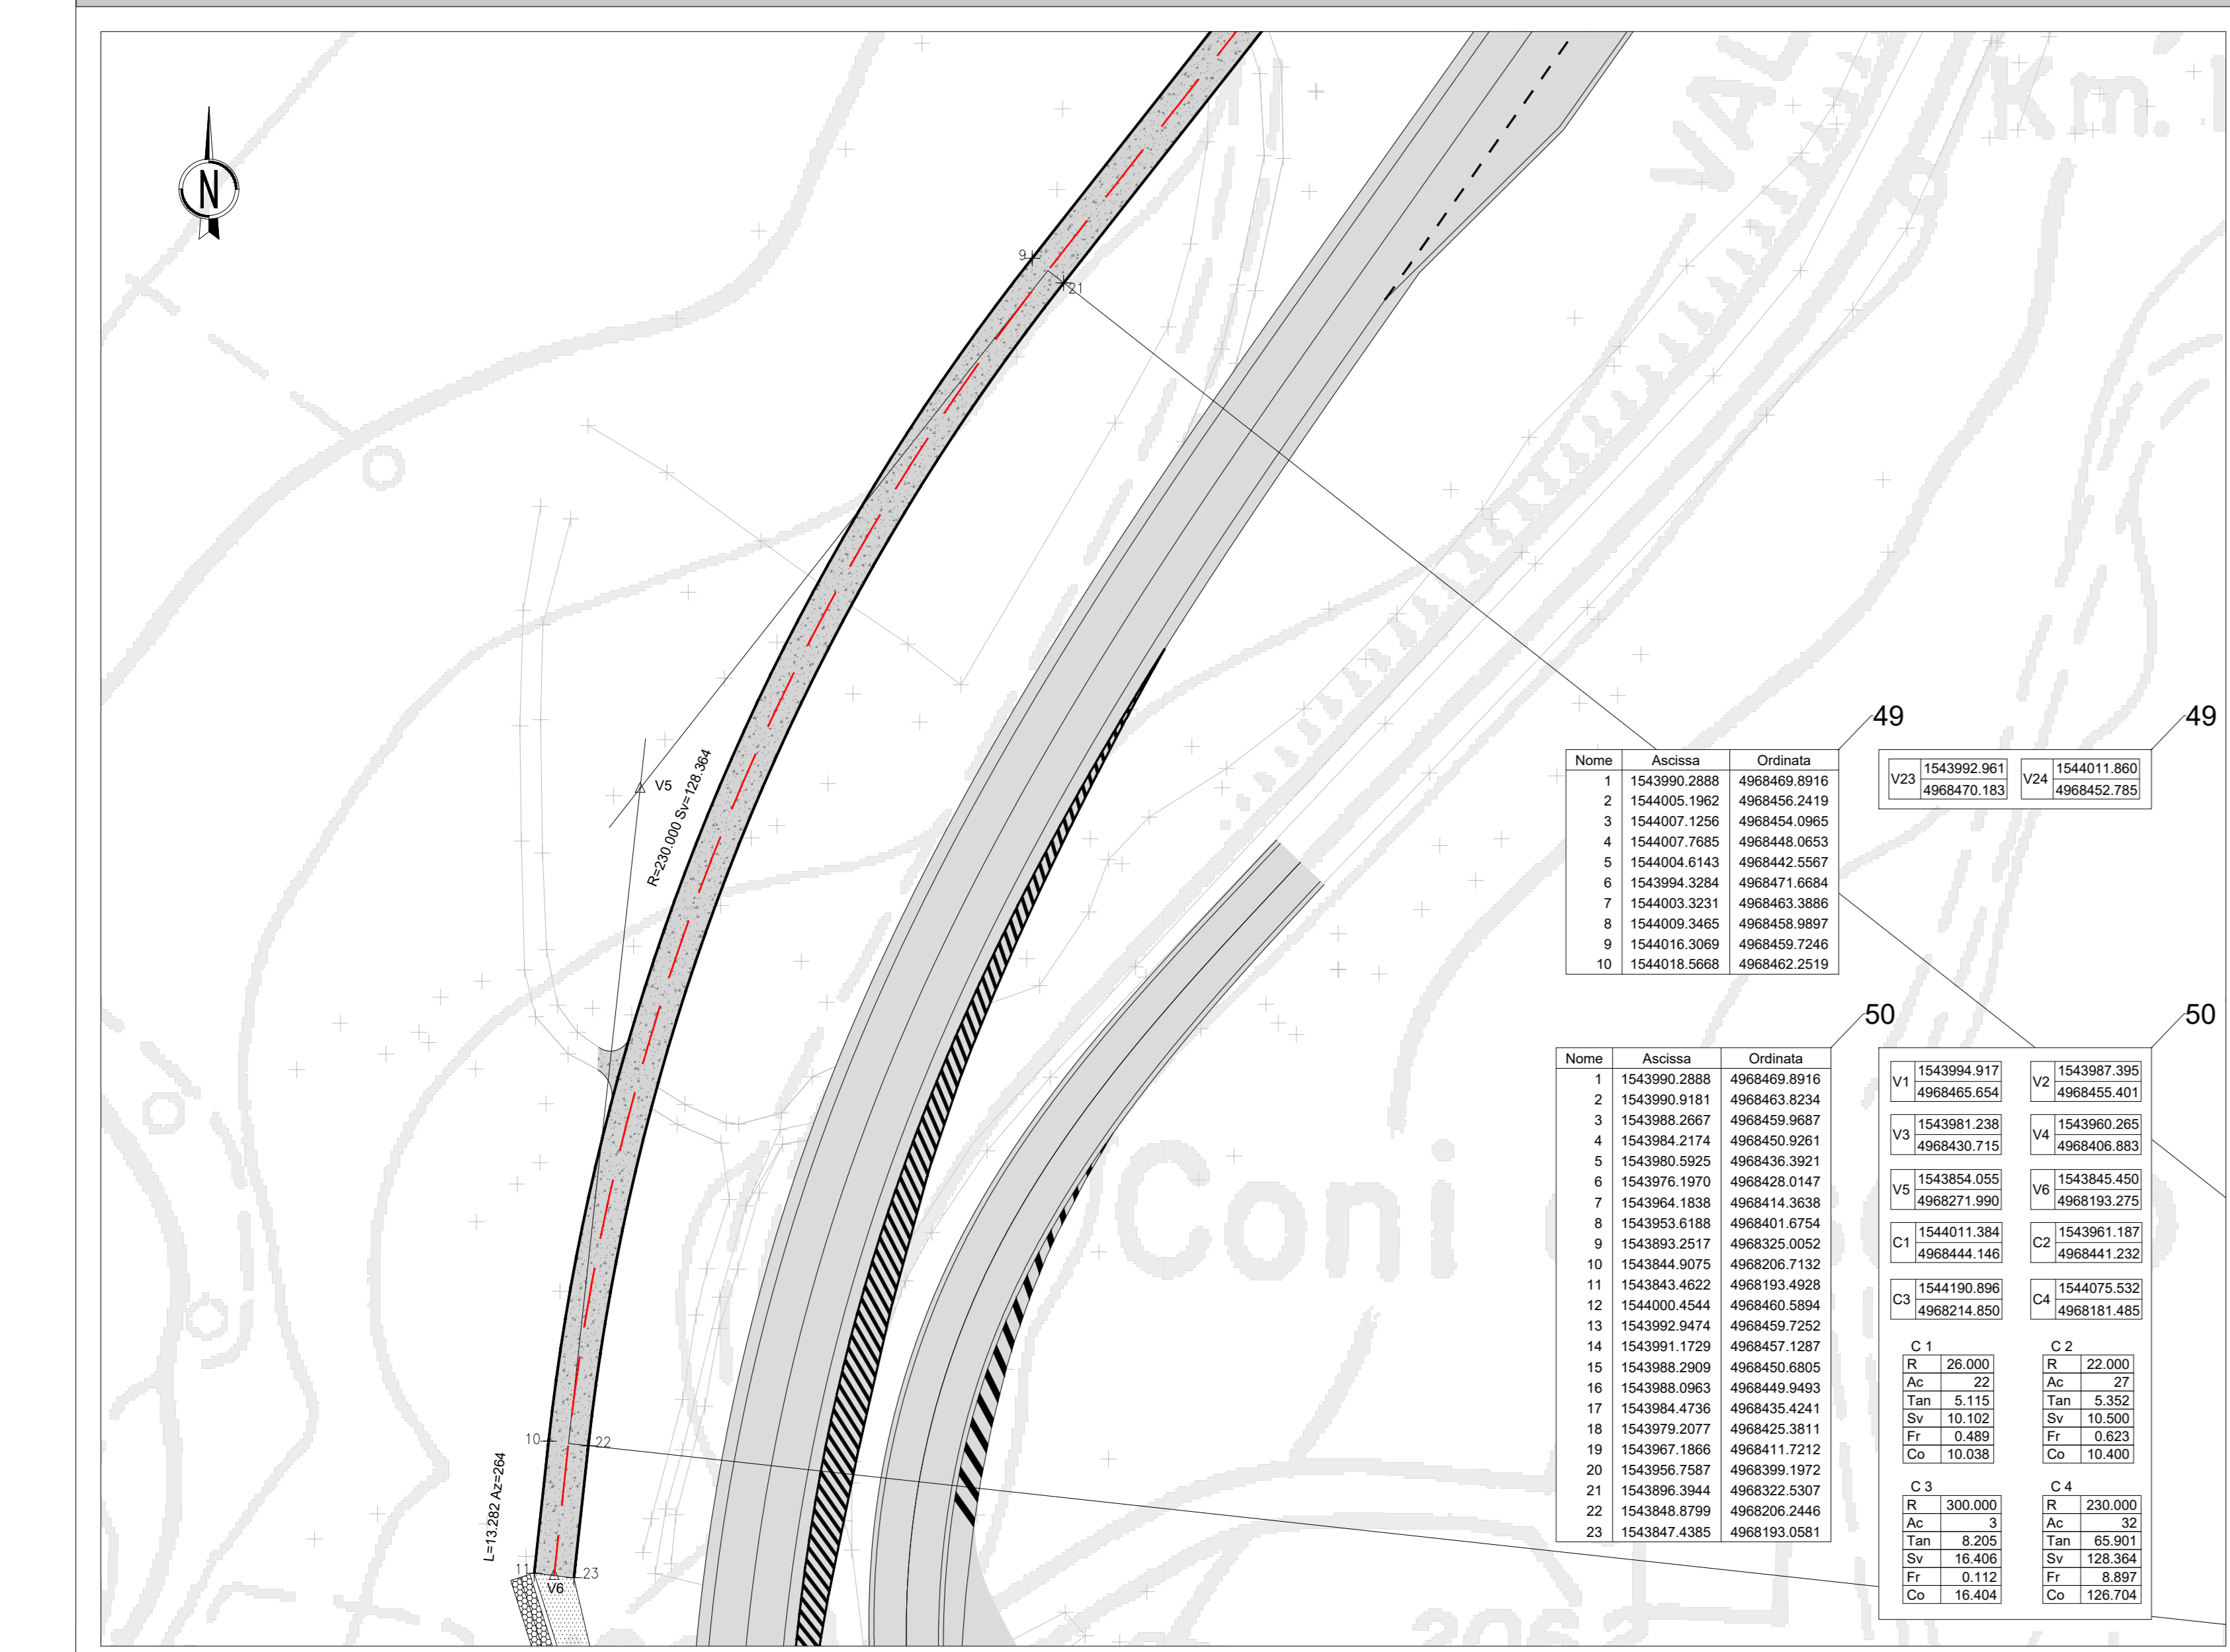 VAL
Km.
N
9
21
V5
R=230.000 Sv=128.364
49
Nome Ascissa Ordinata
1 1543990.2888 4968469.8916
2 1544005.1962 4968456.2419
3 1544007.1256 4968454.0965
4 1544007.7685 4968448.0653
5 1544004.6143 4968442.5567
6 1543994.3284 4968471.6684
7 1544003.3231 4968463.3886
8 1544009.3465 4968458.9897
9 1544016.3069 4968459.7246
10 1544018.5668 4968462.2519
49
V23 1543992.961 V24 1544011.860
4968470.183 4968452.785
50
Nome Ascissa Ordinata
1 1543990.2888 4968469.8916
2 1543990.9181 4968463.8234
3 1543988.2667 4968459.9687
4 1543984.2174 4968450.9261
5 1543980.5925 4968436.3921
6 1543976.1970 4968428.0147
7 1543964.1838 4968414.3638
8 1543953.6188 4968401.6754
9 1543893.2517 4968325.0052
10 1543844.9075 4968206.7132
11 1543843.4622 4968193.4928
12 1544000.4544 4968460.5894
13 1543992.9474 4968459.7252
14 1543991.1729 4968457.1287
15 1543988.2909 4968450.6805
16 1543988.0963 4968449.9493
17 1543984.4736 4968435.4241
18 1543979.2077 4968425.3811
19 1543967.1866 4968411.7212
20 1543956.7587 4968399.1972
21 1543896.3944 4968322.5307
22 1543848.8799 4968206.2446
23 1543847.4385 4968193.0581
50
V1 1543994.917 V2 1543987.395
4968465.654 4968455.401
V3 1543981.238 V4 1543960.265
4968430.715 4968406.883
V5 1543854.055 V6 1543845.450
4968271.990 4968193.275
C1 1544011.384 C2 1543961.187
4968444.146 4968441.232
C3 1544190.896 C4 1544075.532
4968214.850 4968181.485
C 1 C 2
R 26.000 R 22.000
Ac 22 Ac 27
Tan 5.115 Tan 5.352
Sv 10.102 Sv 10.500
Fr 0.489 Fr 0.623
Co 10.038 Co 10.400
C 3 C 4
R 300.000 R 230.000
Ac 3 Ac 32
Tan 8.205 Tan 65.901
Sv 16.406 Sv 128.364
Fr 0.112 Fr 8.897
Co 16.404 Co 126.704
Coni
10
22
L=13.282 Az=264
11
23
V6